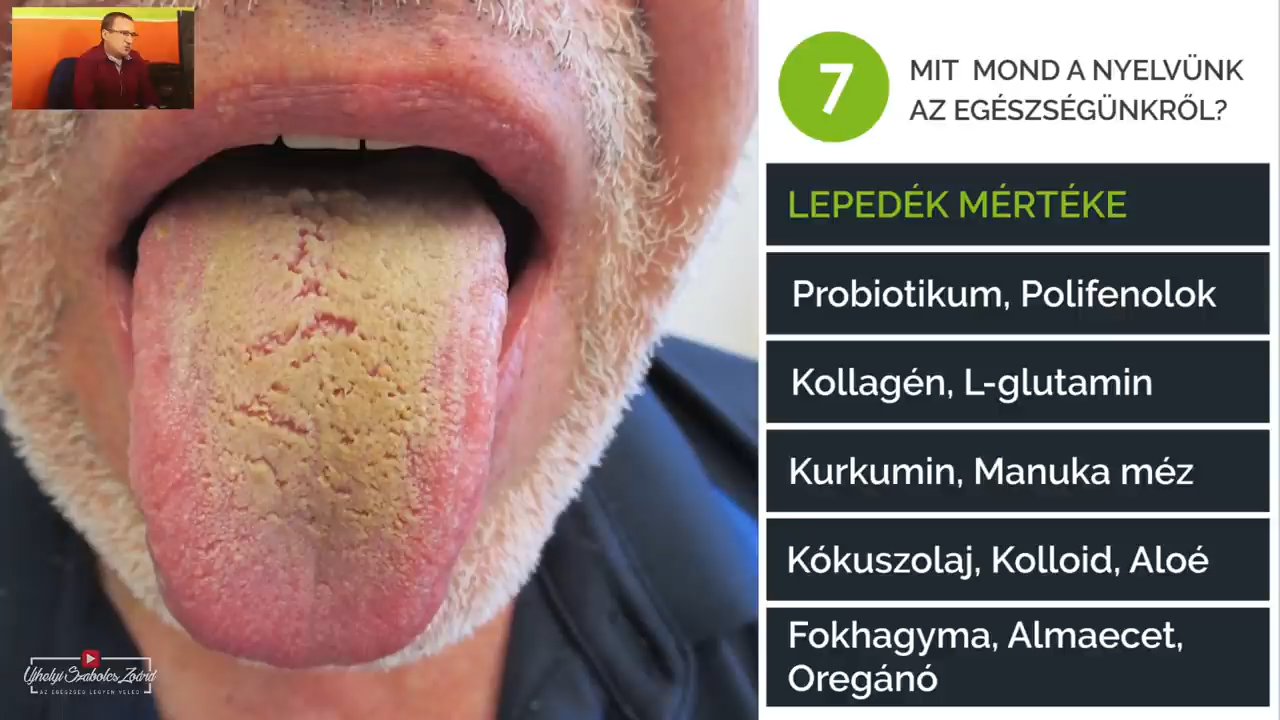 7
MIT MOND A NYELVÜNK
AZ EGÉSZSÉGÜNKRŐL?
LEPEDÉK MÉRTÉKE
Probiotikum, Polifenolok
Kollagén, L-glutamin
Kurkumin, Manuka méz
Kókuszolaj, Kolloid, Aloé
Fokhagyma, Almaecet,
Oregánó
Ujhelyi Szabolcs Zoárd
AZ EGÉSZSÉG LEGYEN VELED